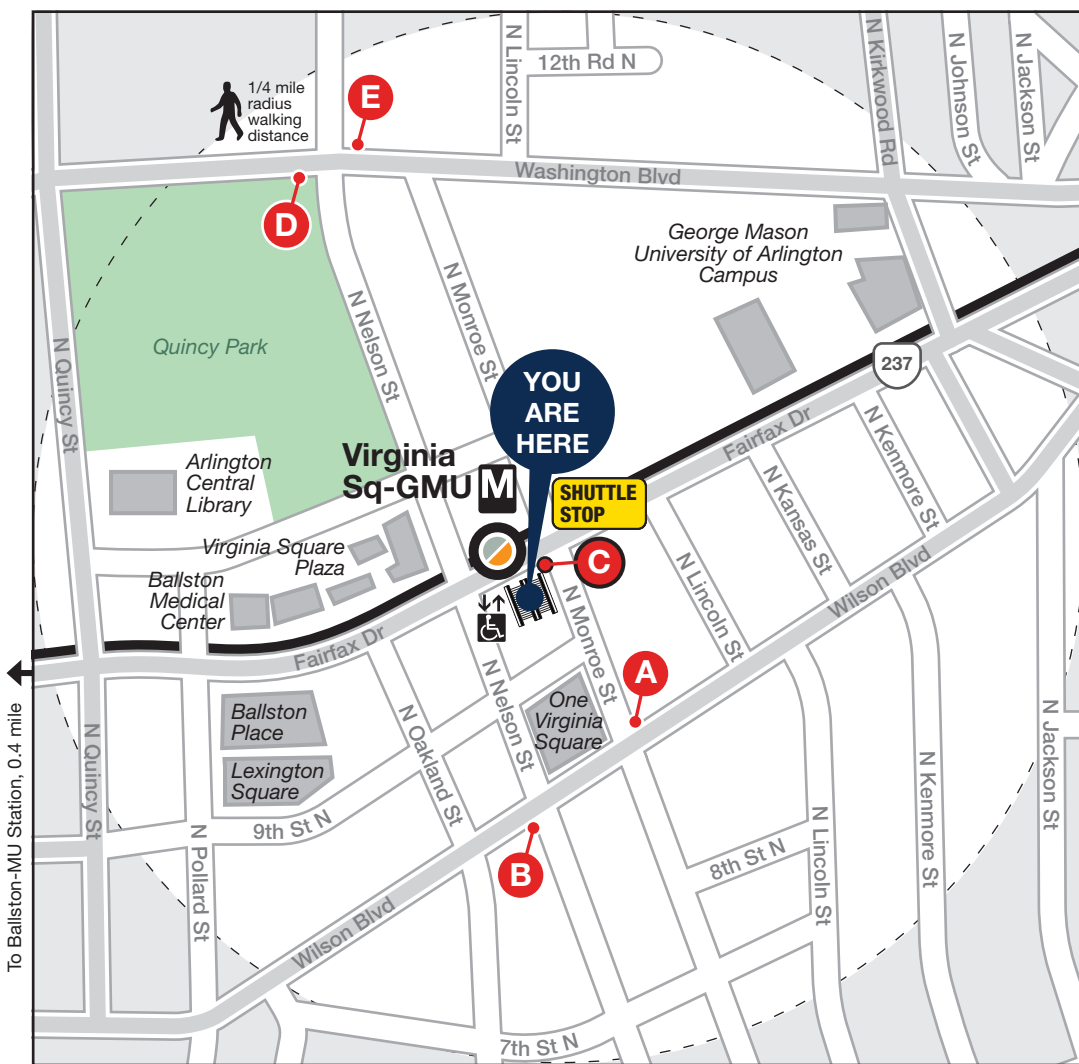 N Lincoln St
12th Rd N
N Kirkwood Rd
N Johnson St
N Jackson St
1/4 mile
radius
walking
distance
E
Washington Blvd
D
George Mason
University of Arlington
Campus
N Quincy St
Quincy Park
N Nelson St
N Monroe St
YOU
ARE
HERE
237
Fairfax Dr
N Kenmore St
N Kansas St
Virginia
Sq-GMU
M
SHUTTLE
STOP
Arlington
Central
Library
Virginia Square
Plaza
Ballston
Medical
Center
C
N Lincoln St
Wilson Blvd
Fairfax Dr
N Monroe St
A
To Ballston-MU Station, 0.4 mile
N Quincy St
Ballston
Place
Lexington
Square
N Oakland St
N Nelson St
One
Virginia
Square
N Jackson St
N Kenmore St
9th St N
N Pollard St
B
8th St N
N Lincoln St
Wilson Blvd
7th St N